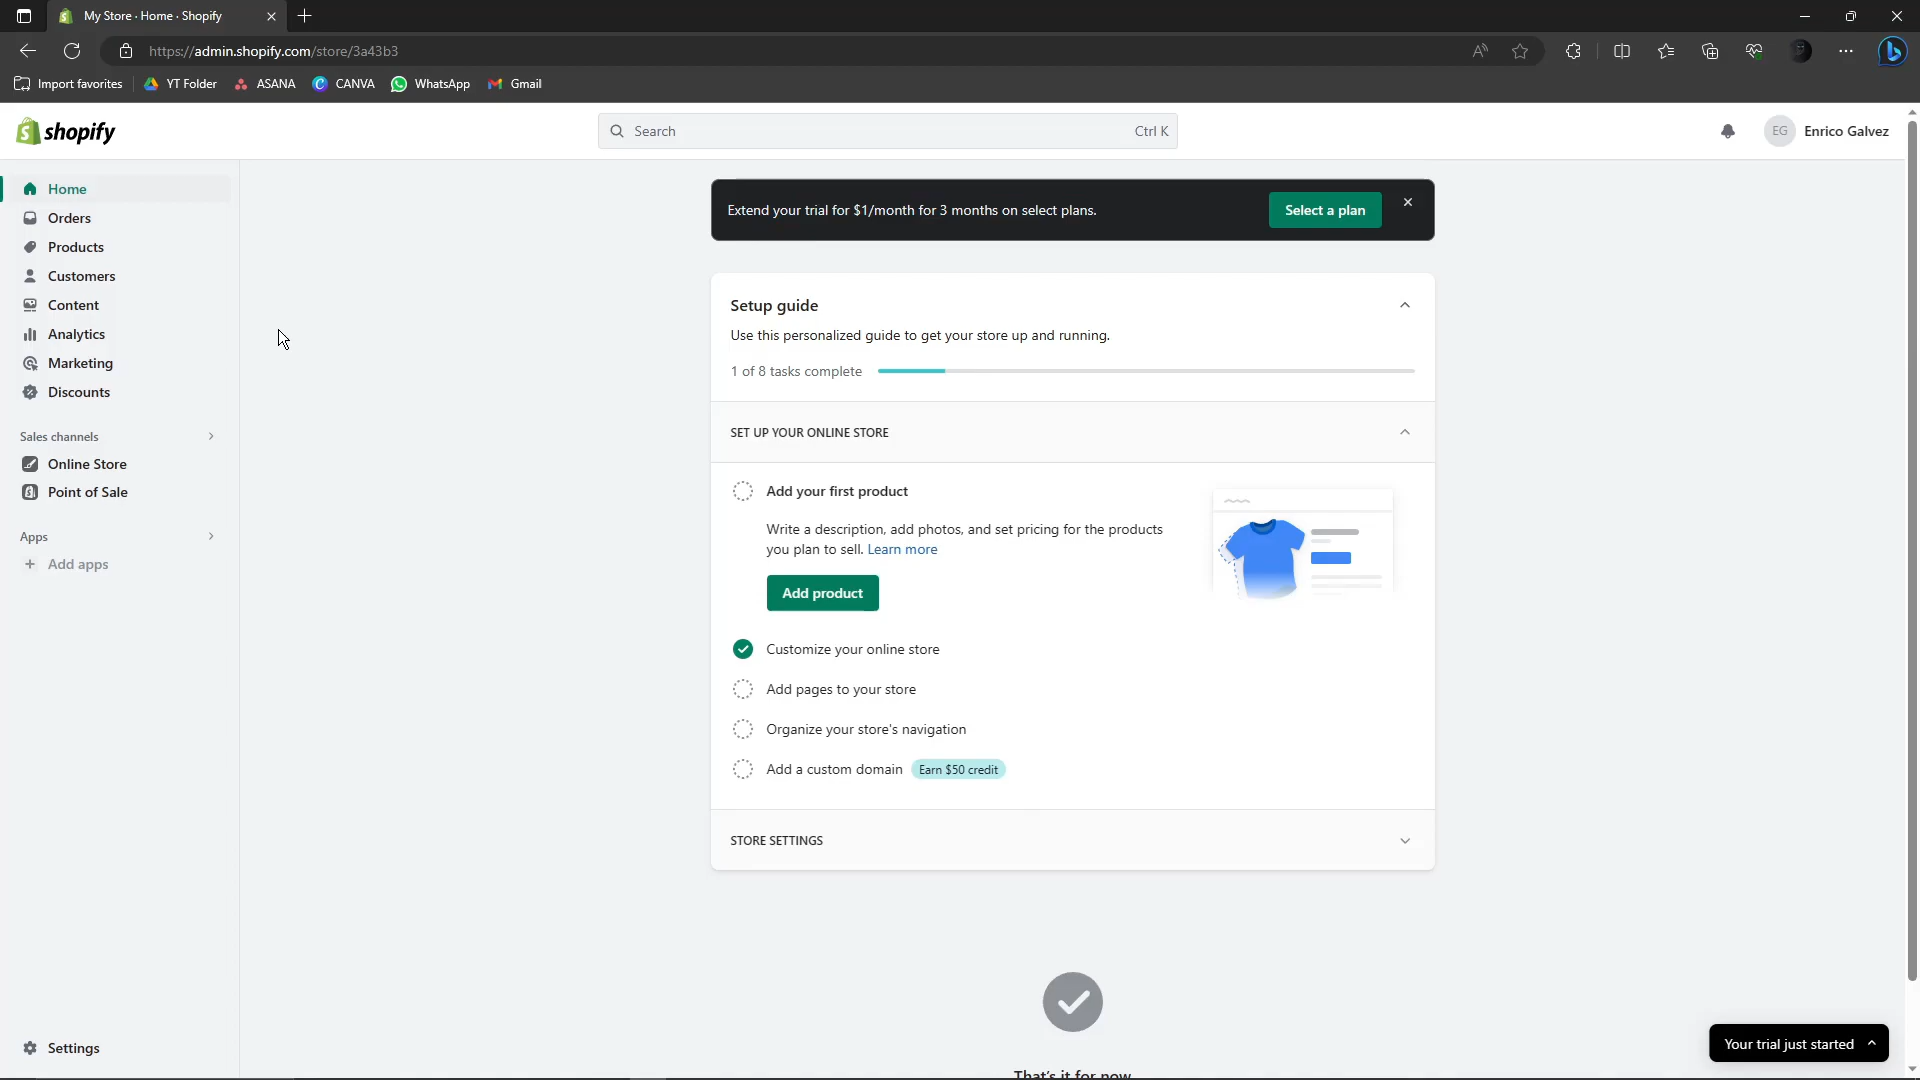 My Store · Home · Shopify
https://admin.shopify.com/store/3a43b3
Import favorites
YT Folder
ASANA
CANVA
WhatsApp
Gmail
shopify
Search
Ctrl K
EG
Enrico Galvez
Home
Orders
Products
Customers
Content
Analytics
Marketing
Discounts
Sales channels
Online Store
Point of Sale
Apps
Add apps
Settings
Extend your trial for $1/month for 3 months on select plans.
Select a plan
Setup guide
Use this personalized guide to get your store up and running.
1 of 8 tasks complete
SET UP YOUR ONLINE STORE
Add your first product
Write a description, add photos, and set pricing for the products
you plan to sell. Learn more
Add product
Customize your online store
Add pages to your store
Organize your store's navigation
Add a custom domain
Earn $50 credit
STORE SETTINGS
That's it for now
Your trial just started